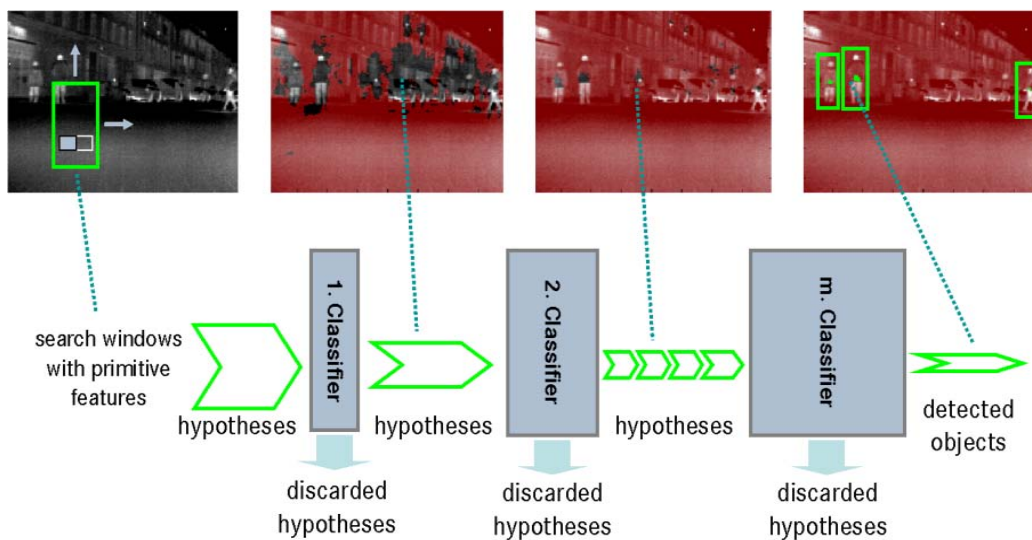 search windows
with primitive
features
hypotheses
1. Classifier
discarded
hypotheses
hypotheses
2. Classifier
discarded
hypotheses
hypotheses
m. Classifier
discarded
hypotheses
detected
objects